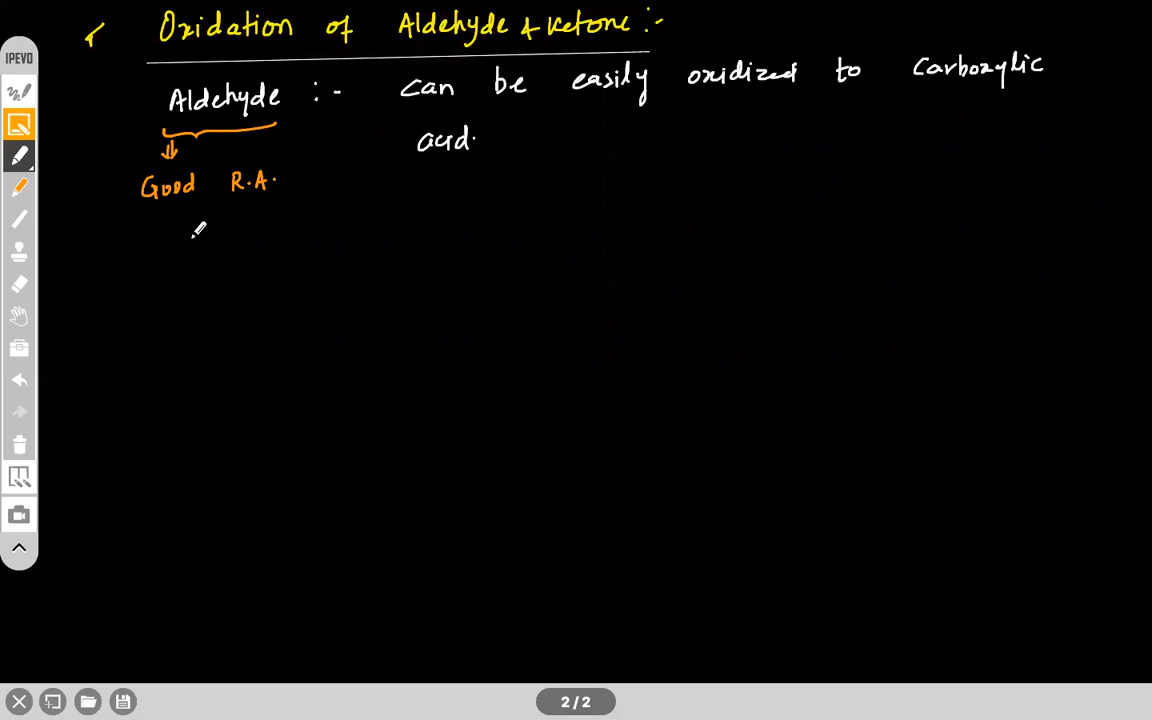 IPEVO
Oxidation of Aldehyde + Ketone :-
Aldehyde :- can be easily oxidized to Carboxylic
acid.
Good R.A.
2/2